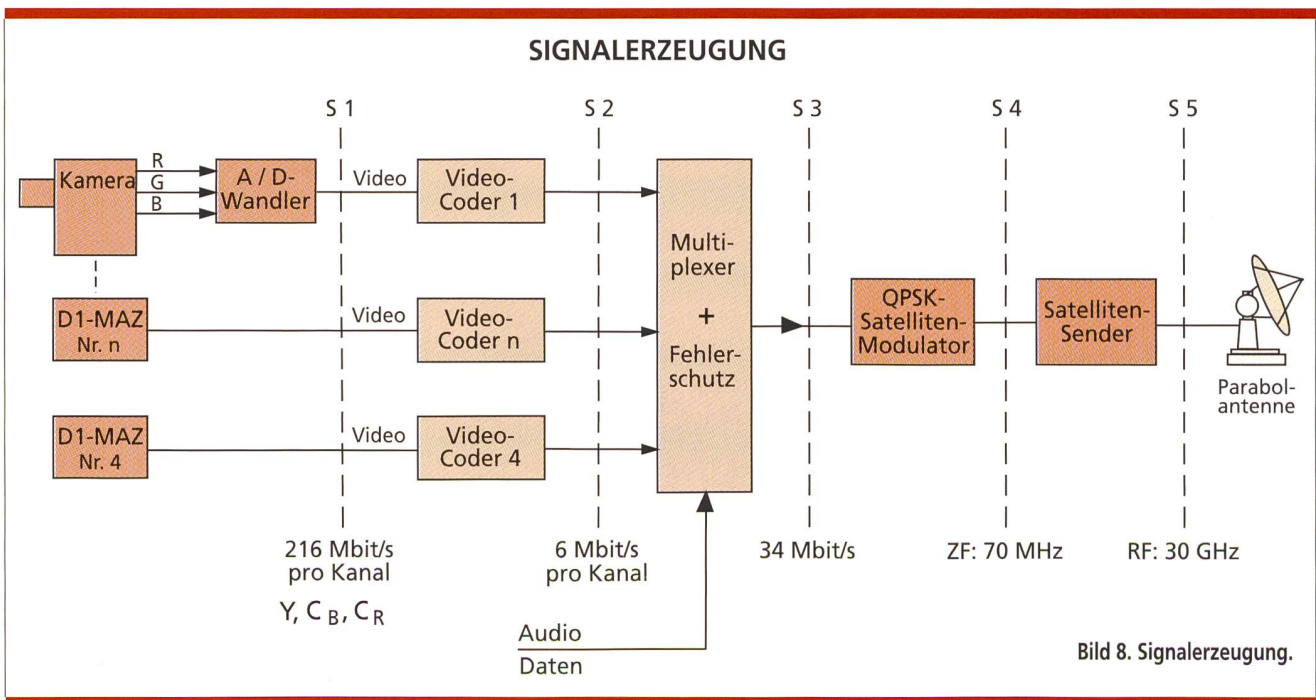 SIGNALERZEUGUNG
S 1
S 2
S 3
S 4
S 5
Kamera
R
G
B
A / D-
Wandler
Video
Video-
Coder 1
D1-MAZ
Nr. n
Video
Video-
Coder n
D1-MAZ
Nr. 4
Video
Video-
Coder 4
Multi-
plexer
+
Fehler-
schutz
QPSK-
Satelliten-
Modulator
Satelliten-
Sender
Parabol-
antenne
216 Mbit/s
pro Kanal
Y, C B, C R
6 Mbit/s
pro Kanal
34 Mbit/s
ZF: 70 MHz
RF: 30 GHz
Audio
Daten
Bild 8. Signalerzeugung.